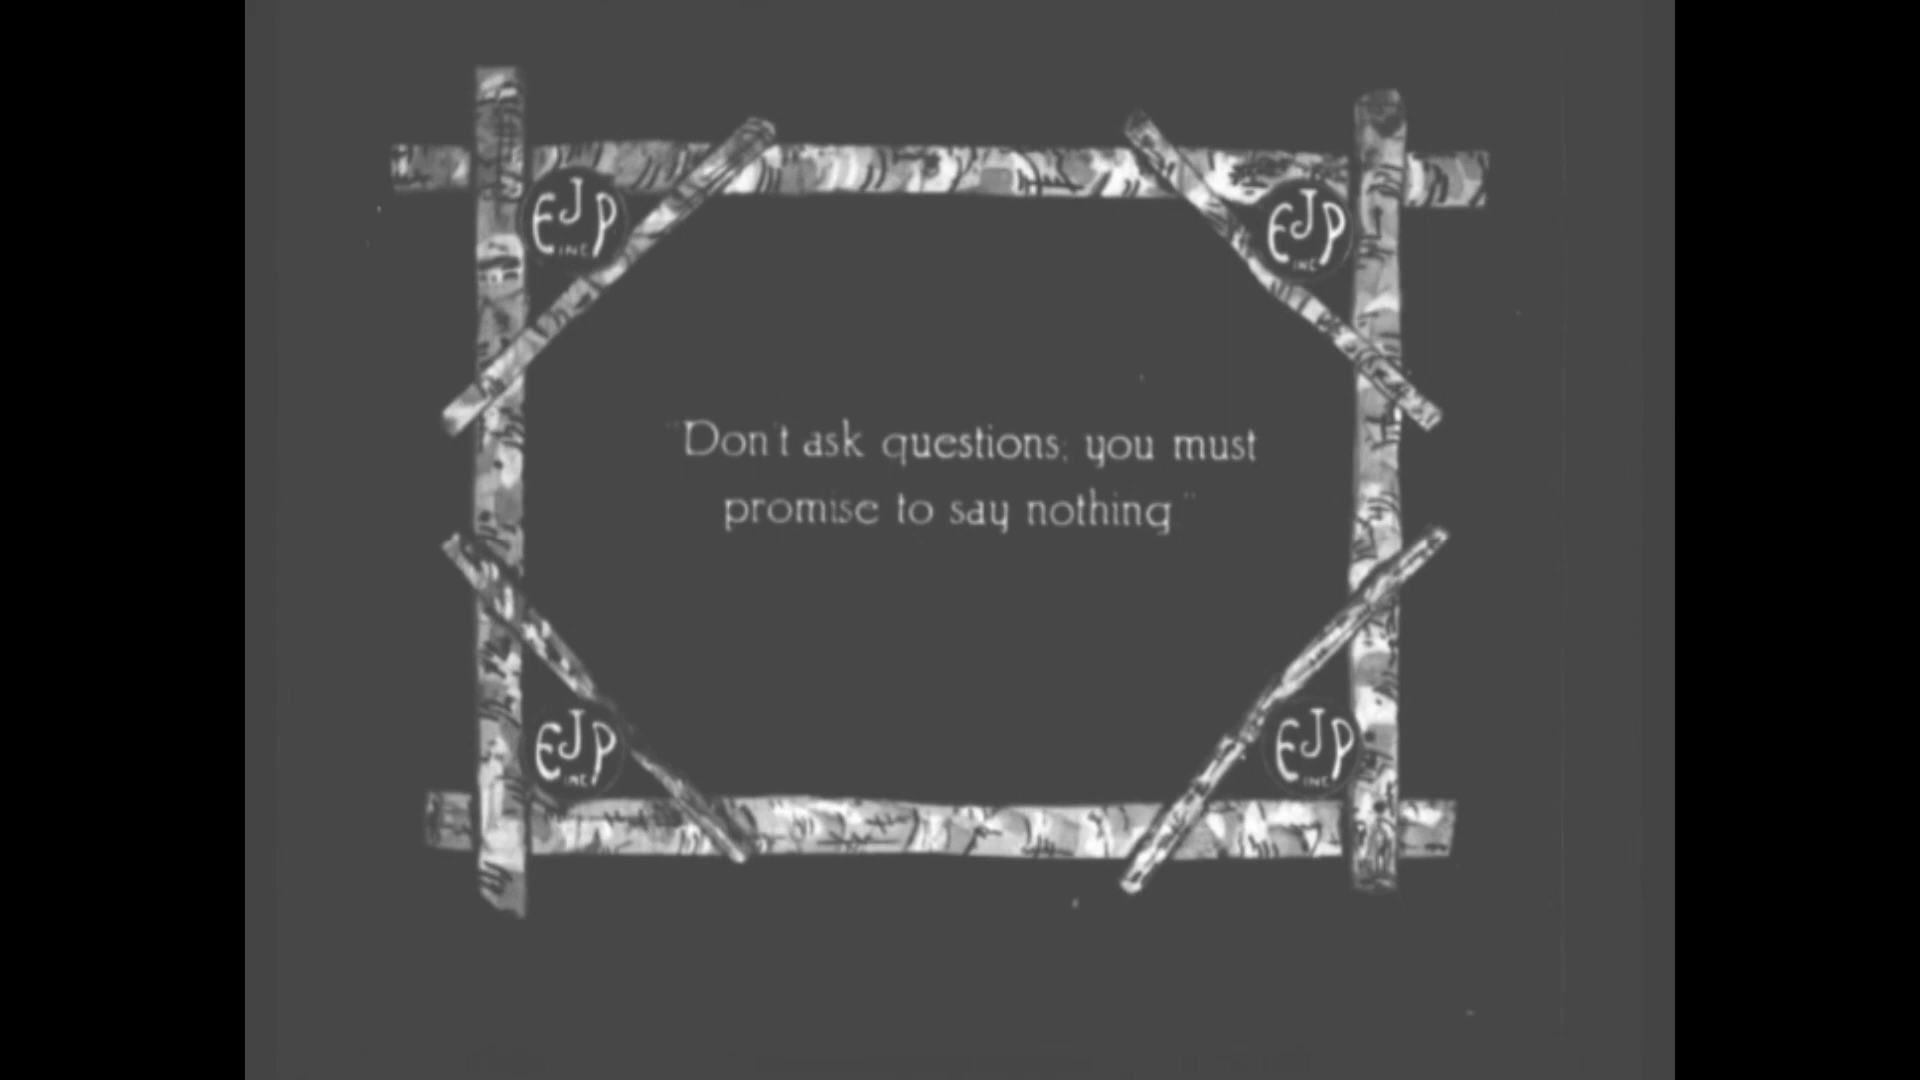 EJP
INC
EJP
INC
"Don't ask questions; you must
promise to say nothing"
EJP
INC
EJP
INC